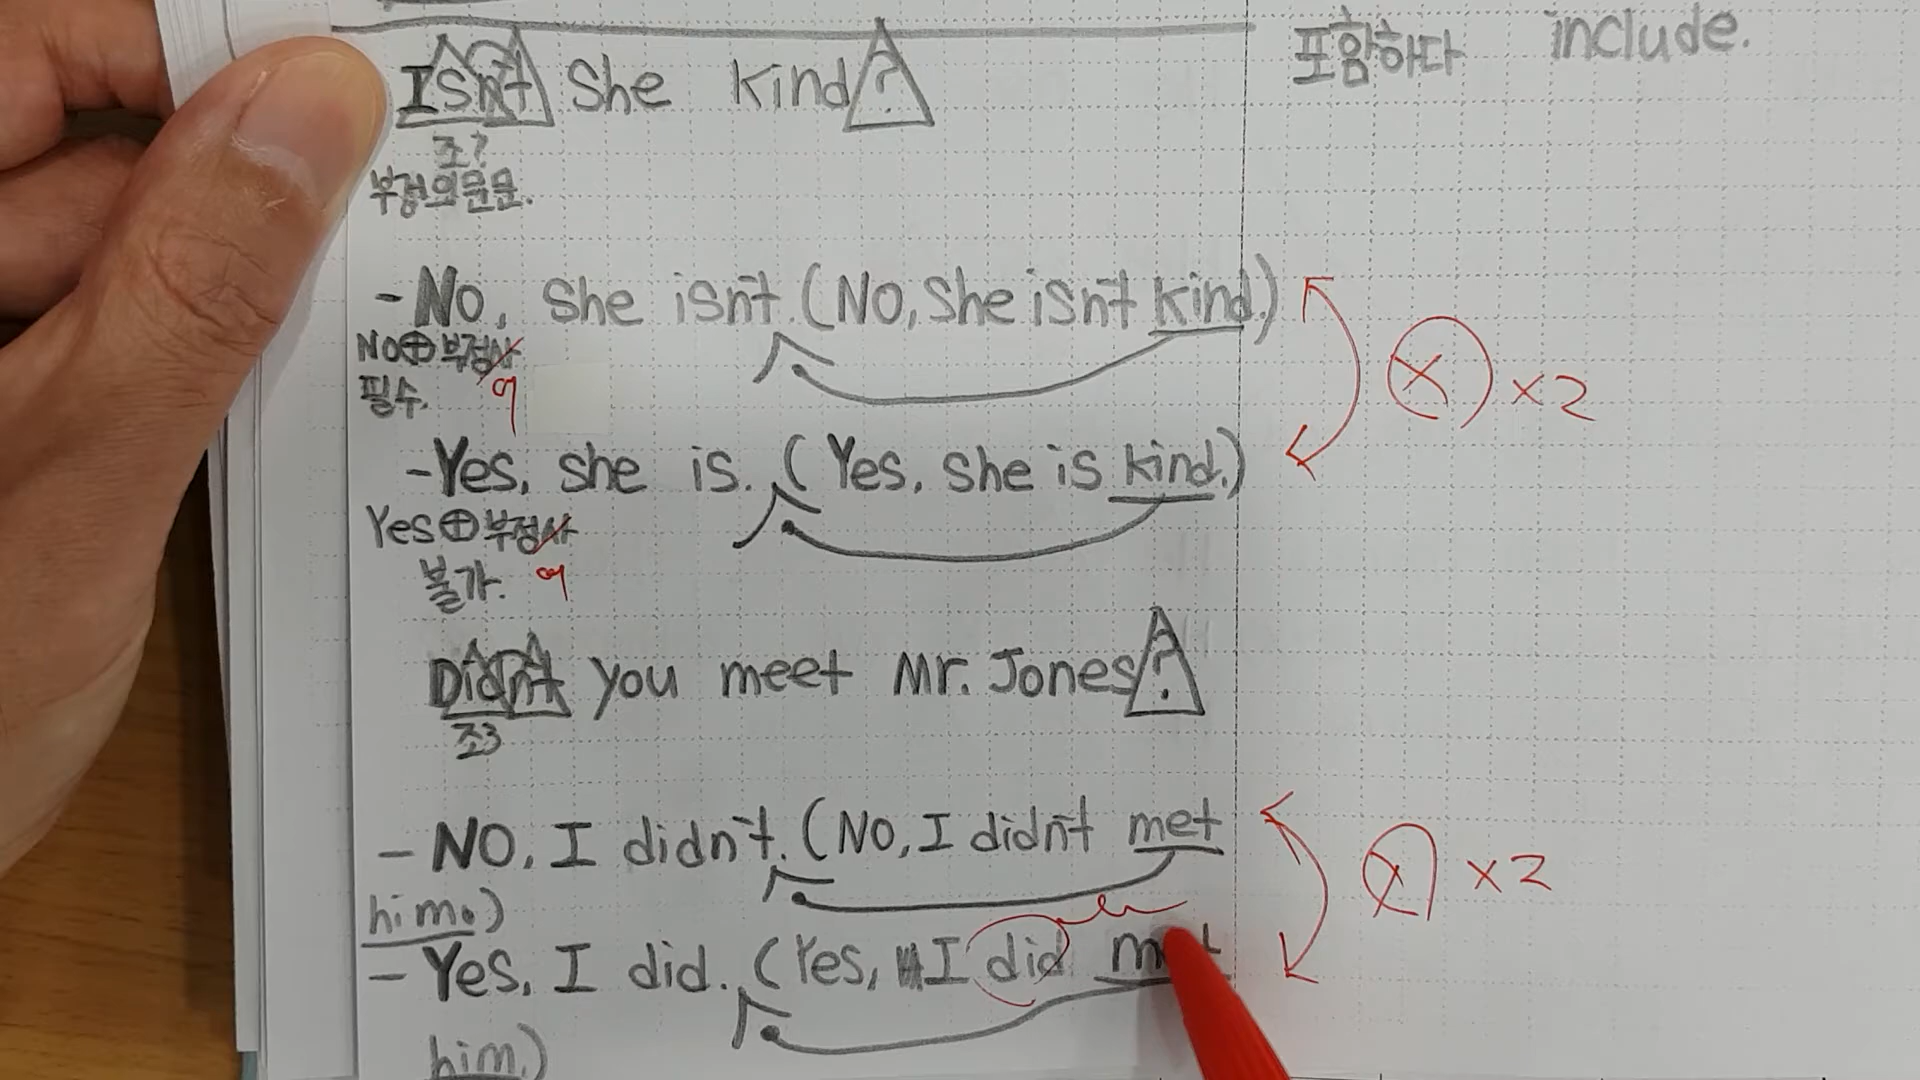 Isn't She kind?
포함하다 include.
조?
부정의문문.
-No, she isn't. (No, She isn't kind.)
No⊕부정사
필수. 어
X ×2
-Yes, she is. (Yes, she is kind.)
Yes⊕부정사
불가. 어
Didn't you meet Mr. Jones?
조3
-NO, I didn't. (NO, I didn't met
him.)
X ×2
-Yes, I did. (Yes, I did met
him.)